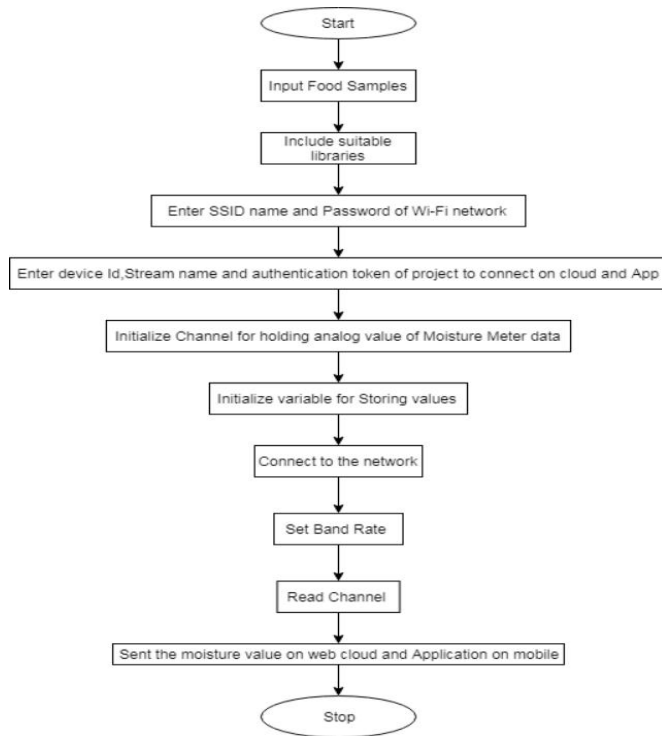 Start
Input Food Samples
Include suitable
libraries
Enter SSID name and Password of Wi-Fi network
Enter device Id,Stream name and authentication token of project to connect on cloud and App
Initialize Channel for holding analog value of Moisture Meter data
Initialize variable for Storing values
Connect to the network
Set Band Rate
Read Channel
Sent the moisture value on web cloud and Application on mobile
Stop